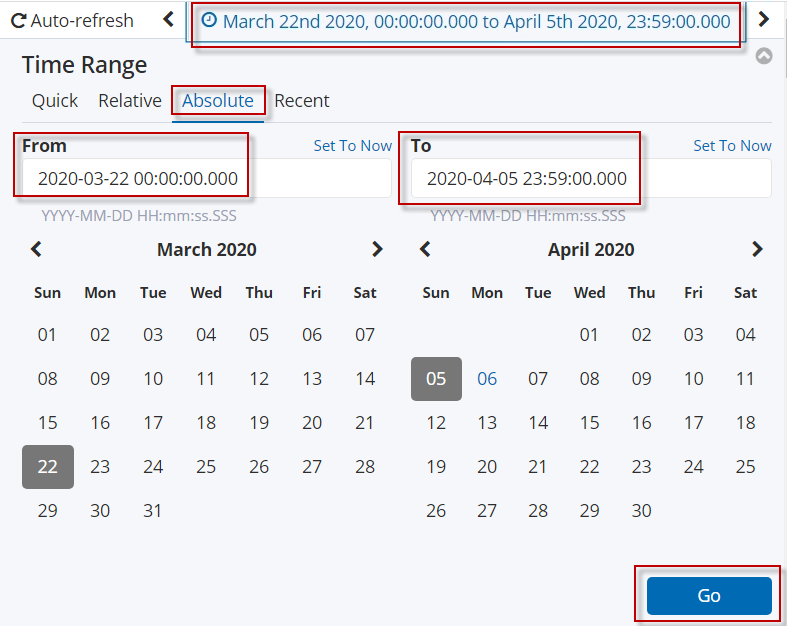 Auto-refresh March 22nd 2020, 00:00:00.000 to April 5th 2020, 23:59:00.000
Time Range
Quick Relative Absolute Recent
From Set To Now To Set To Now
2020-03-22 00:00:00.000 2020-04-05 23:59:00.000
YYYY-MM-DD HH:mm:ss.SSS YYYY-MM-DD HH:mm:ss.SSS
March 2020 April 2020
Sun Mon Tue Wed Thu Fri Sat Sun Mon Tue Wed Thu Fri Sat
01 02 03 04 05 06 07 01 02 03 04
08 09 10 11 12 13 14 05 06 07 08 09 10 11
15 16 17 18 19 20 21 12 13 14 15 16 17 18
22 23 24 25 26 27 28 19 20 21 22 23 24 25
29 30 31 26 27 28 29 30
Go